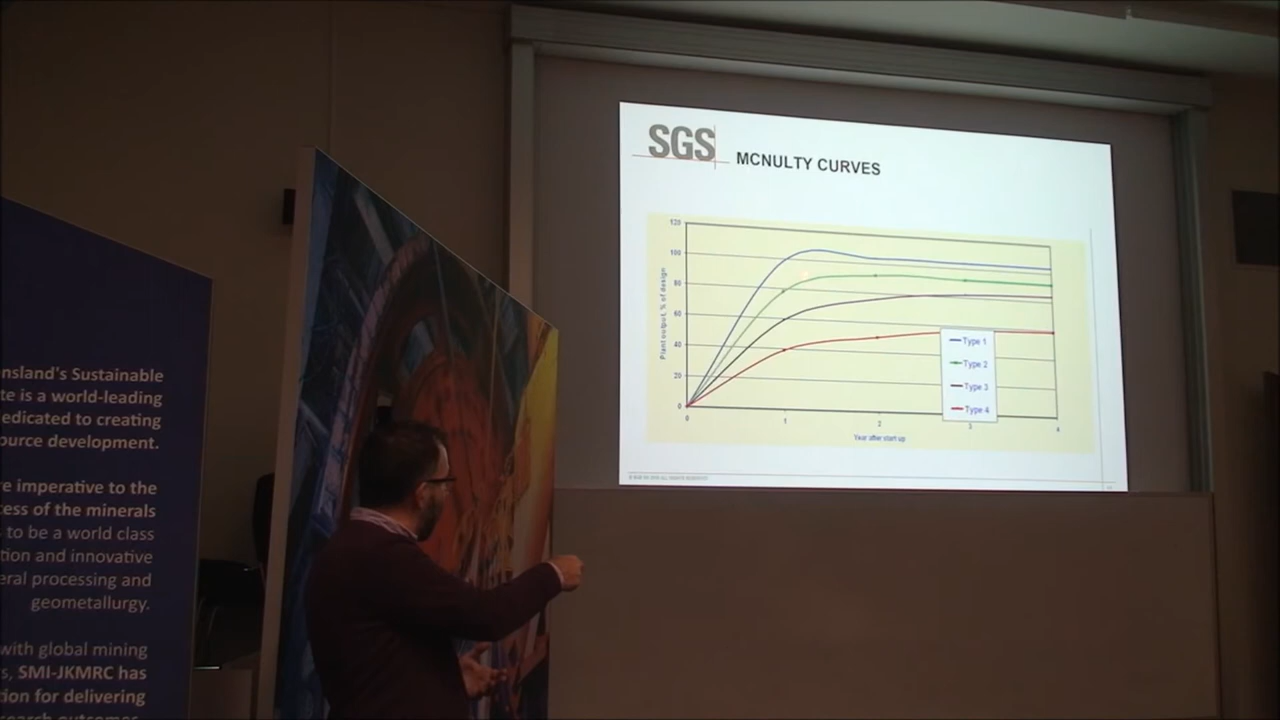 nsland's Sustainable
te is a world-leading
edicated to creating
ource development.
re imperative to the
cess of the minerals
to be a world class
tion and innovative
eral processing and
geometallurgy.
with global mining
s, SMI-JKMRC has
tion for delivering
search outcomes
SGS
MCNULTY CURVES
120
100
80
60
40
20
0
Plant output, % of design
0 1 2 3 4
Year after start up
Type 1
Type 2
Type 3
Type 4